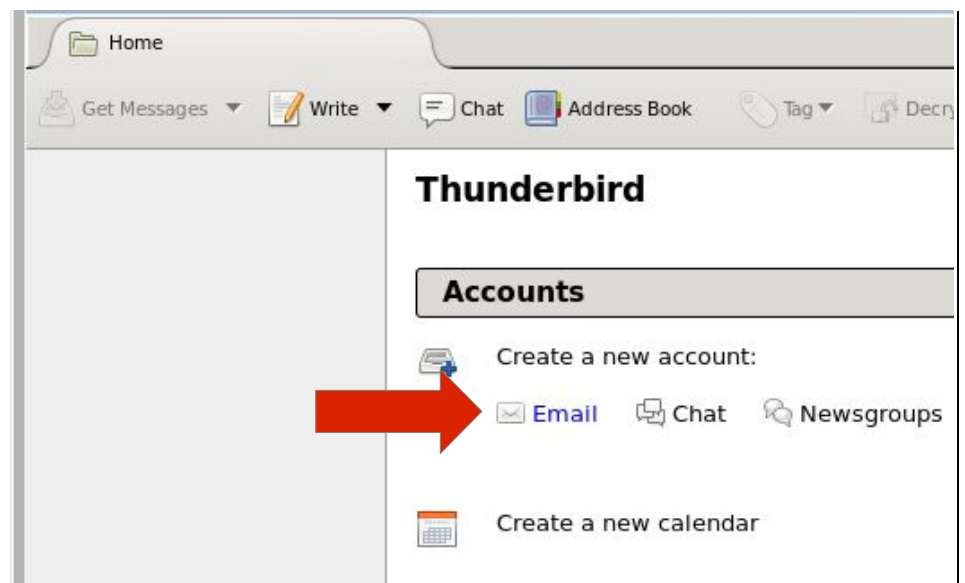 Home
Get Messages Write Chat Address Book Tag
Thunderbird
Accounts
Create a new account:
Email Chat Newsgroups
Create a new calendar